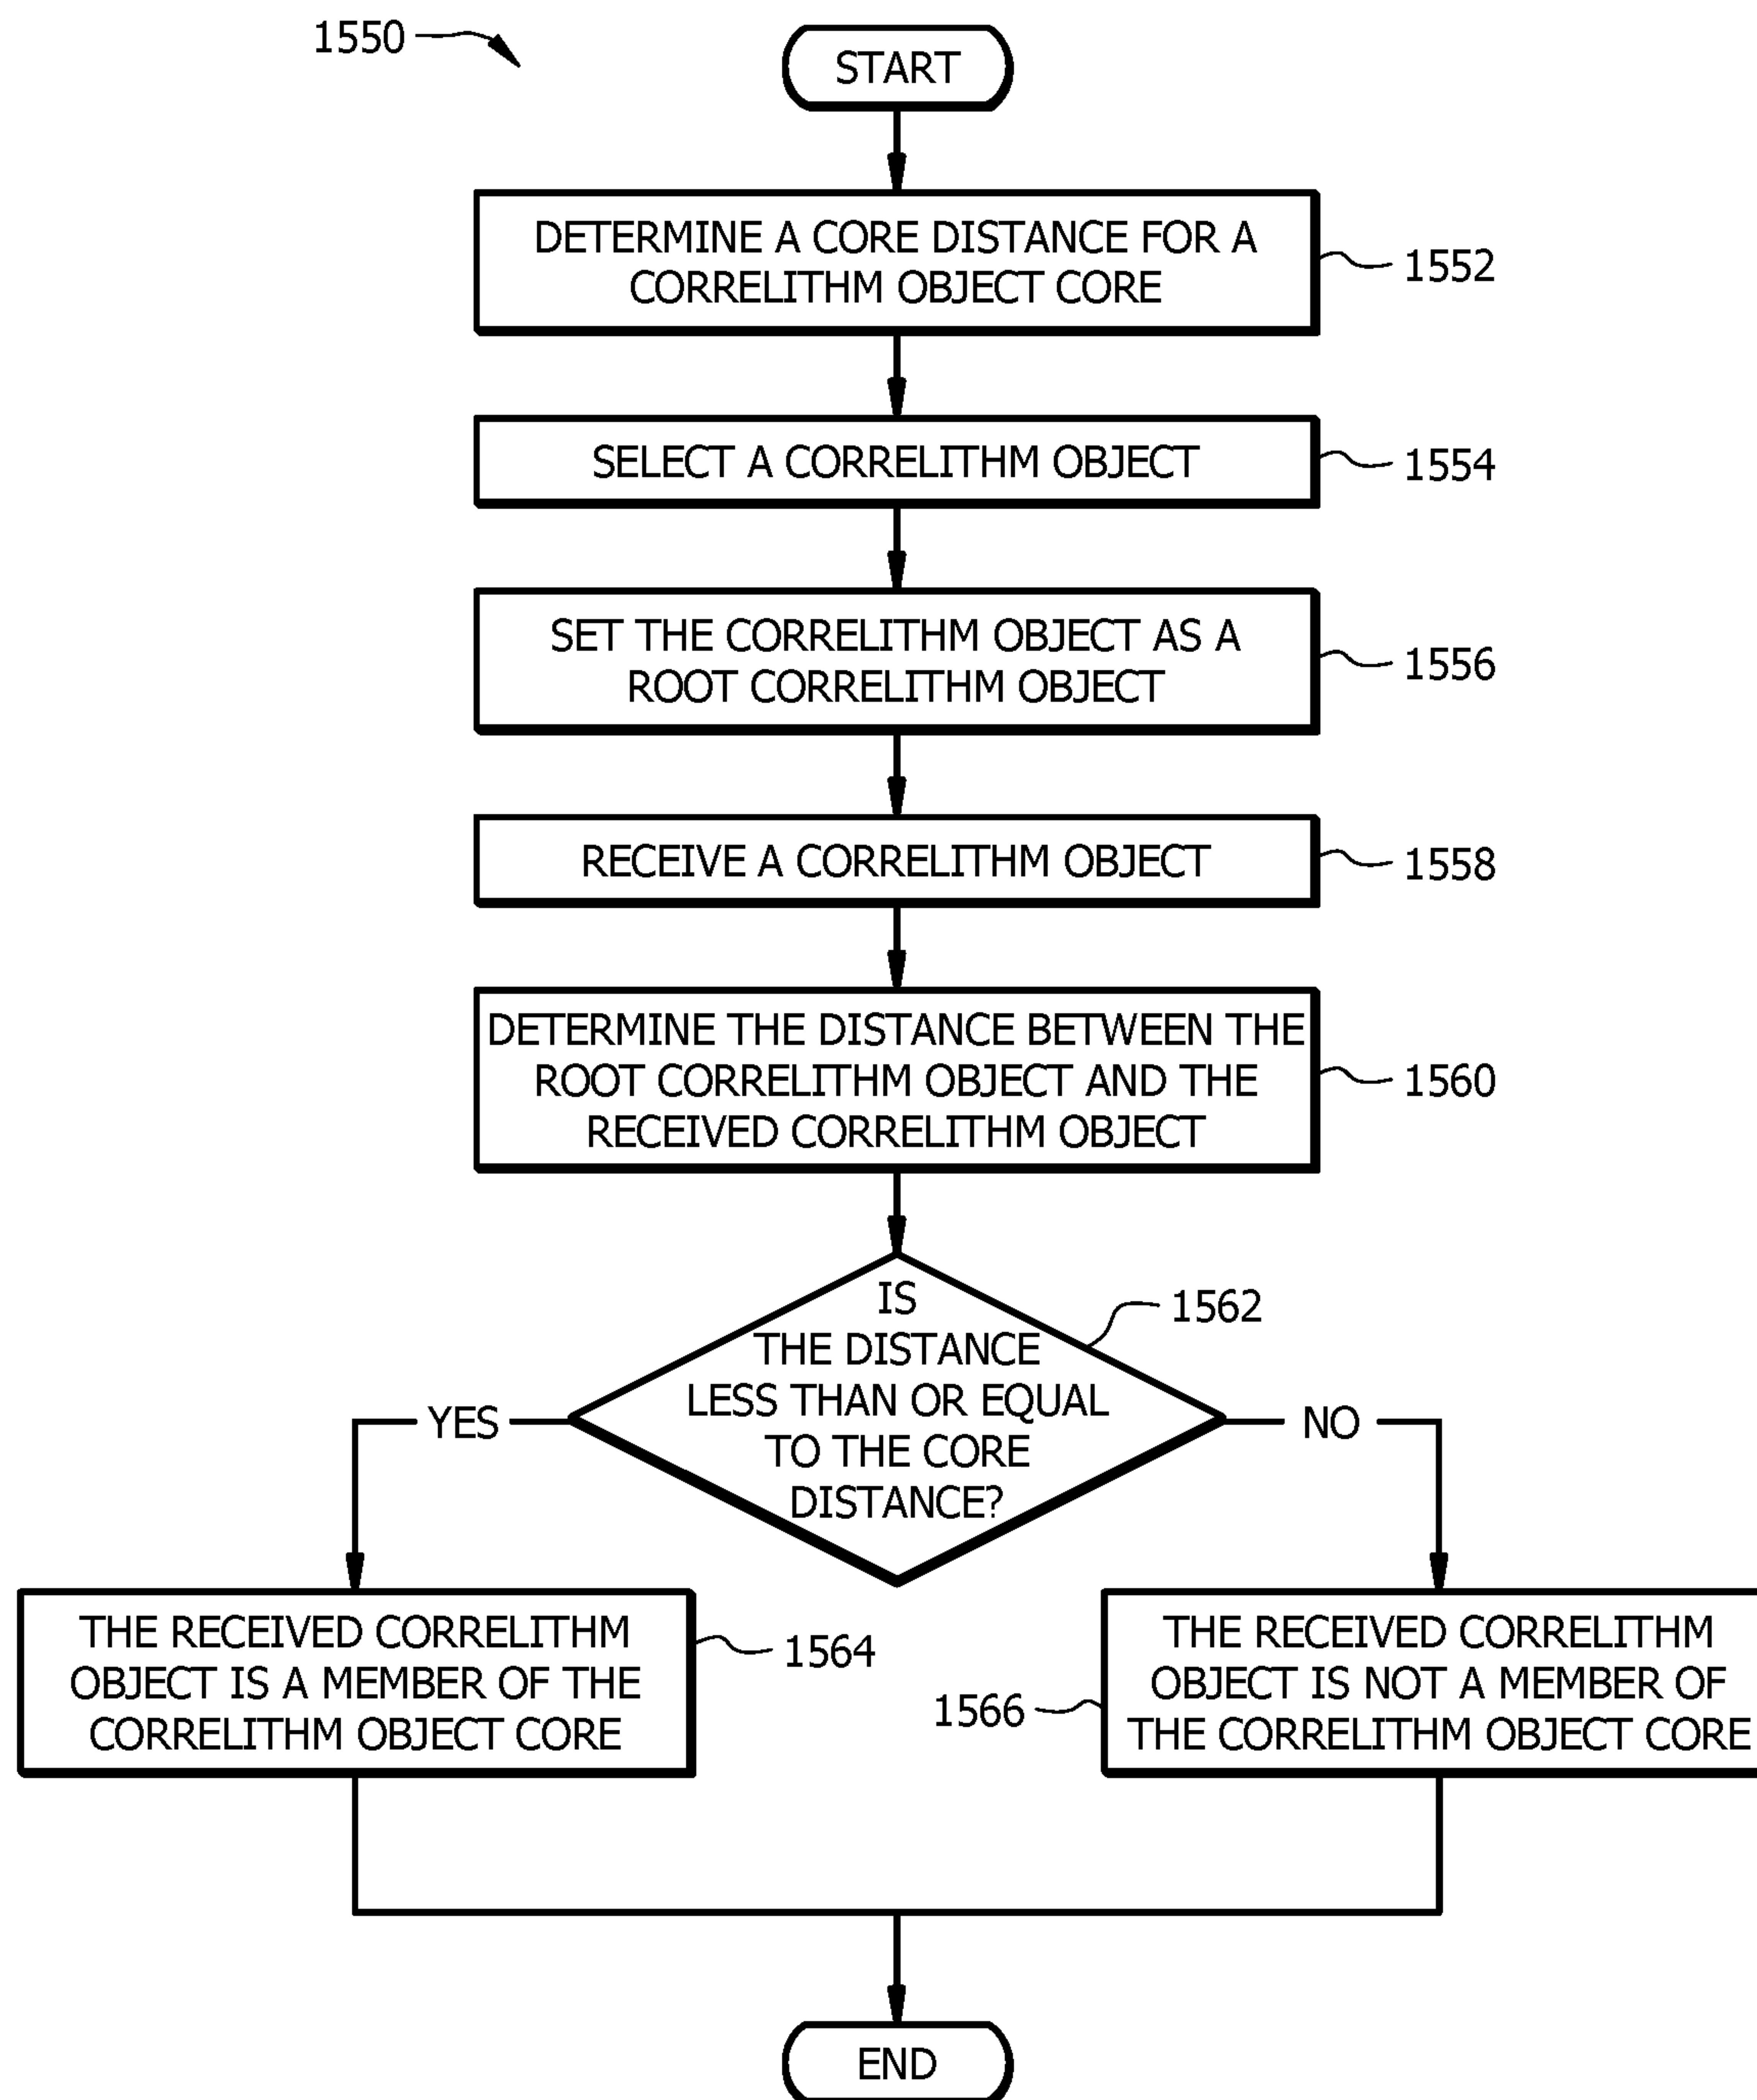 1550
START
DETERMINE A CORE DISTANCE FOR A
CORRELITHM OBJECT CORE
1552
SELECT A CORRELITHM OBJECT
1554
SET THE CORRELITHM OBJECT AS A
ROOT CORRELITHM OBJECT
1556
RECEIVE A CORRELITHM OBJECT
1558
DETERMINE THE DISTANCE BETWEEN THE
ROOT CORRELITHM OBJECT AND THE
RECEIVED CORRELITHM OBJECT
1560
IS
THE DISTANCE
LESS THAN OR EQUAL
TO THE CORE
DISTANCE?
1562
YES
NO
THE RECEIVED CORRELITHM
OBJECT IS A MEMBER OF THE
CORRELITHM OBJECT CORE
1564
THE RECEIVED CORRELITHM
OBJECT IS NOT A MEMBER OF
THE CORRELITHM OBJECT CORE
1566
END